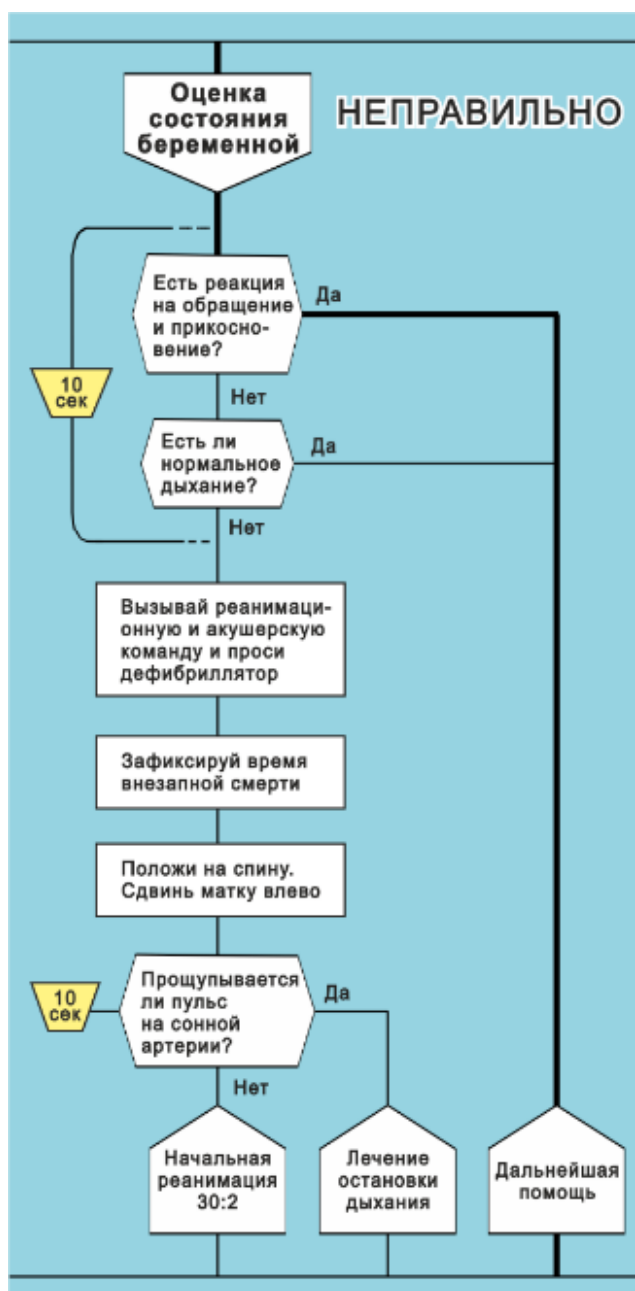 Оценка
состояния
беременной
НЕПРАВИЛЬНО
Есть реакция
на обращение
и прикосно-
вение?
Да
10
сек
Нет
Есть ли
нормальное
дыхание?
Да
Нет
Вызывай реанимаци-
онную и акушерскую
команду и проси
дефибриллятор
Зафиксируй время
внезапной смерти
Положи на спину.
Сдвинь матку влево
10
сек
Прощупывается
ли пульс
на сонной
артерии?
Да
Нет
Начальная
реанимация
30:2
Лечение
остановки
дыхания
Дальнейшая
помощь